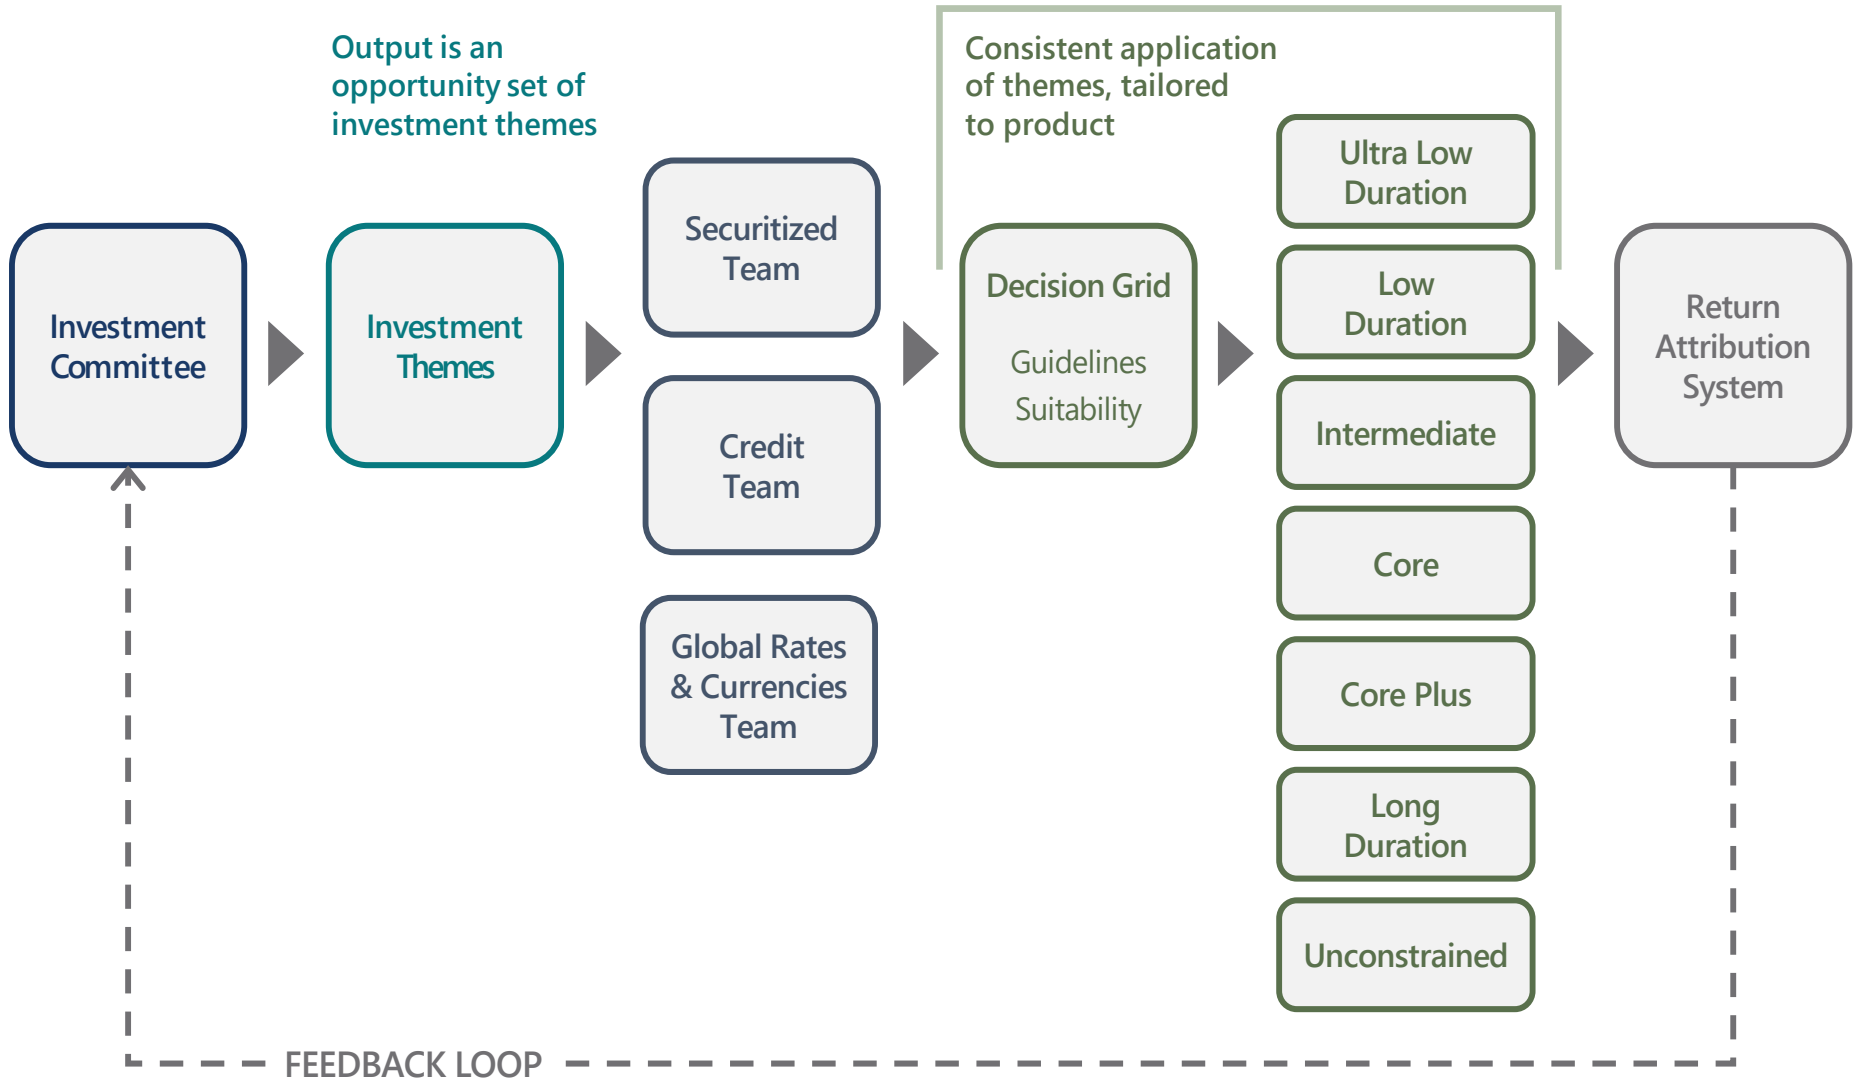 Output is an
opportunity set of
investment themes
Consistent application
of themes, tailored
to product
Investment
Committee
Investment
Themes
Securitized
Team
Credit
Team
Global Rates
& Currencies
Team
Decision Grid
Guidelines
Suitability
Ultra Low
Duration
Low
Duration
Intermediate
Core
Core Plus
Long
Duration
Unconstrained
Return
Attribution
System
FEEDBACK LOOP